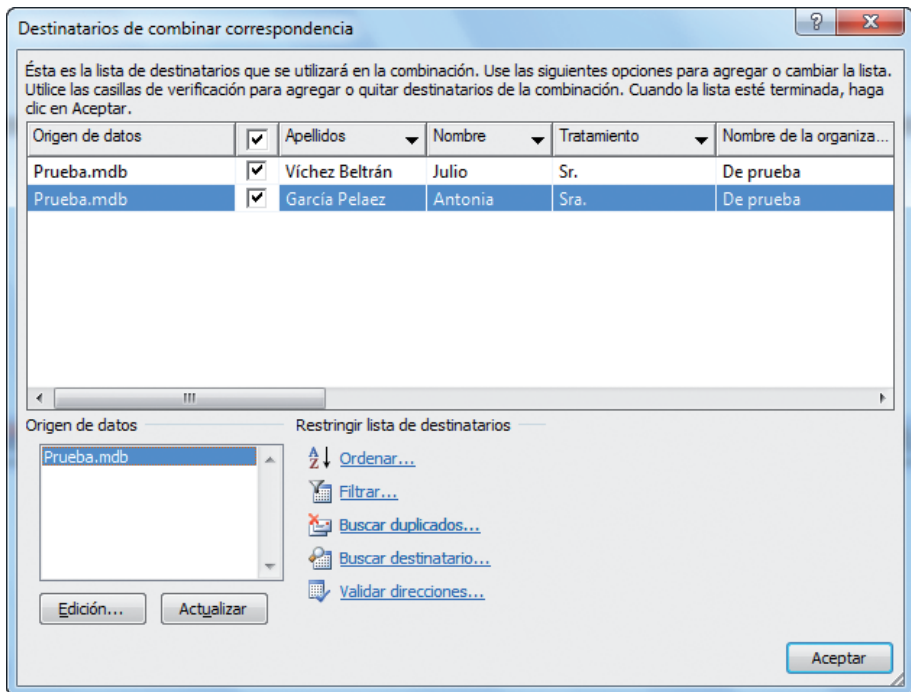 Destinatarios de combinar correspondencia
Ésta es la lista de destinatarios que se utilizará en la combinación. Use las siguientes opciones para agregar o cambiar la lista.
Utilice las casillas de verificación para agregar o quitar destinatarios de la combinación. Cuando la lista esté terminada, haga
clic en Aceptar.
Origen de datos Apellidos Nombre Tratamiento Nombre de la organiza...
Prueba.mdb Víchez Beltrán Julio Sr. De prueba
Prueba.mdb García Pelaez Antonia Sra. De prueba
Origen de datos Restringir lista de destinatarios
Prueba.mdb
Ordenar...
Filtrar...
Buscar duplicados...
Buscar destinatario...
Validar direcciones...
Edición... Actualizar
Aceptar